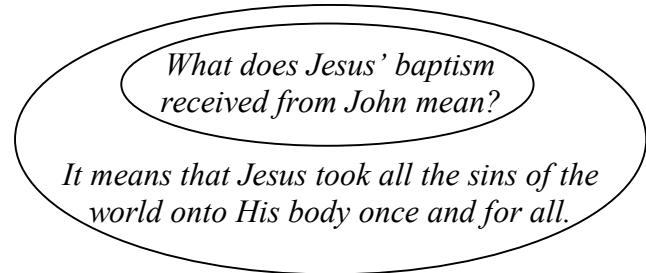 What does Jesus’ baptism
received from John mean?
It means that Jesus took all the sins of the
world onto His body once and for all.